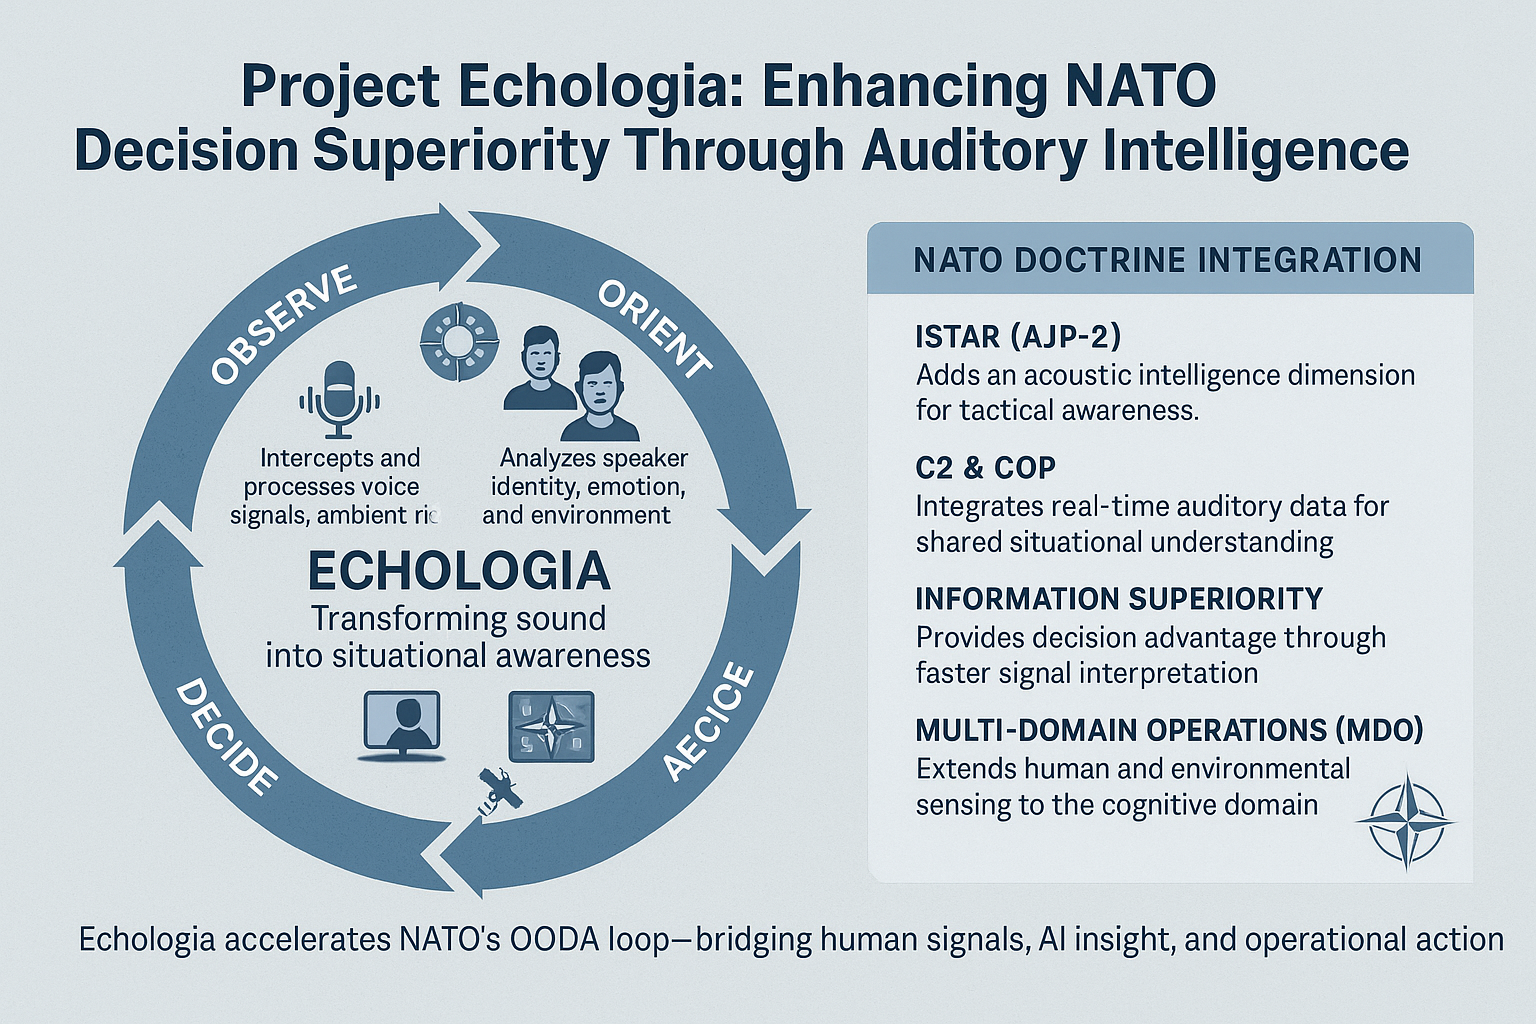 Project Echologia: Enhancing NATO
Decision Superiority Through Auditory Intelligence
OBSERVE
ORIENT
Intercepts and
processes voice
signals, ambient
Analyzes speaker
identity, emotion,
and environment
ECHOLOGIA
Transforming sound
into situational awareness
DECIDE
AECICE
NATO DOCTRINE INTEGRATION
ISTAR (AJP-2)
Adds an acoustic intelligence dimension
for tactical awareness.
C2 & COP
Integrates real-time auditory data for
shared situational understanding
INFORMATION SUPERIORITY
Provides decision advantage through
faster signal interpretation
MULTI-DOMAIN OPERATIONS (MDO)
Extends human and environmental
sensing to the cognitive domain
Echologia accelerates NATO's OODA loop—bridging human signals, AI insight, and operational action